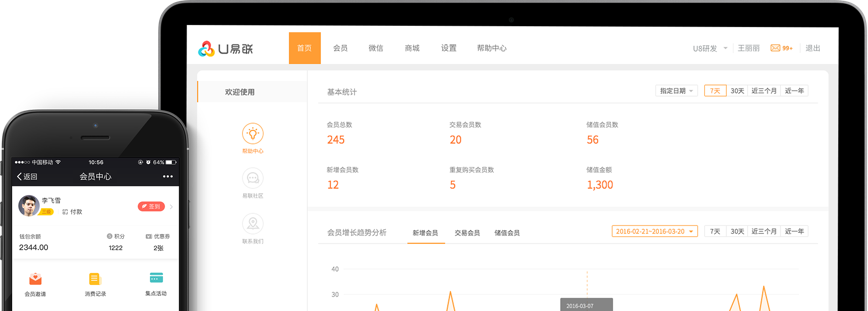 U易联
首页 会员 微信 商城 设置 帮助中心
U8研发 王丽丽 99+ 退出
欢迎使用
帮助中心
联系我们
基本统计
指定日期 7天 30天 近三个月 近一年
会员总数 交易会员数 储值会员数
245 20 56
新增会员数 重复购买会员数 储值金额
12 5 1,300
会员增长趋势分析 新增会员 交易会员 储值会员
2016-02-21~2016-03-20 7天 30天 近三个月 近一年
40
30
2016-03-07
中国移动 10:56 64%
返回 会员中心
李飞雪
付款
签到
钱包余额 积分 优惠券
2344.00 1222 2张
会员邀请 消费记录 集点活动